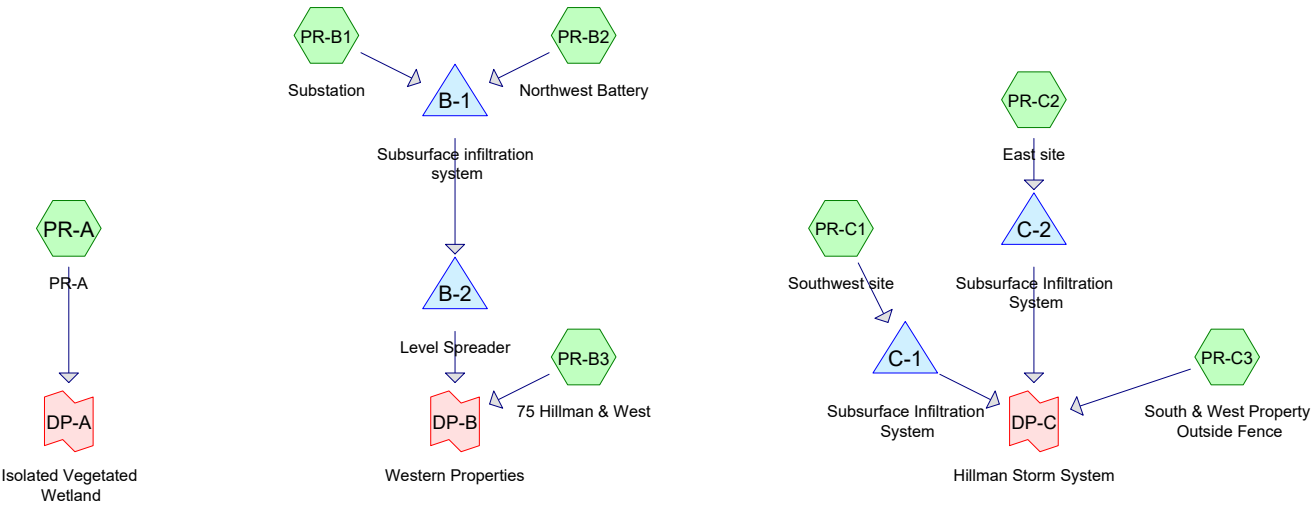 PR-B1
Substation
PR-B2
Northwest Battery
B-1
Subsurface infiltration
system
PR-A
PR-A
B-2
Level Spreader
PR-B3
75 Hillman & West
DP-A
Isolated Vegetated
Wetland
DP-B
Western Properties
PR-C2
East site
PR-C1
Southwest site
C-2
Subsurface Infiltration
System
C-1
Subsurface Infiltration
System
PR-C3
South & West Property
Outside Fence
DP-C
Hillman Storm System